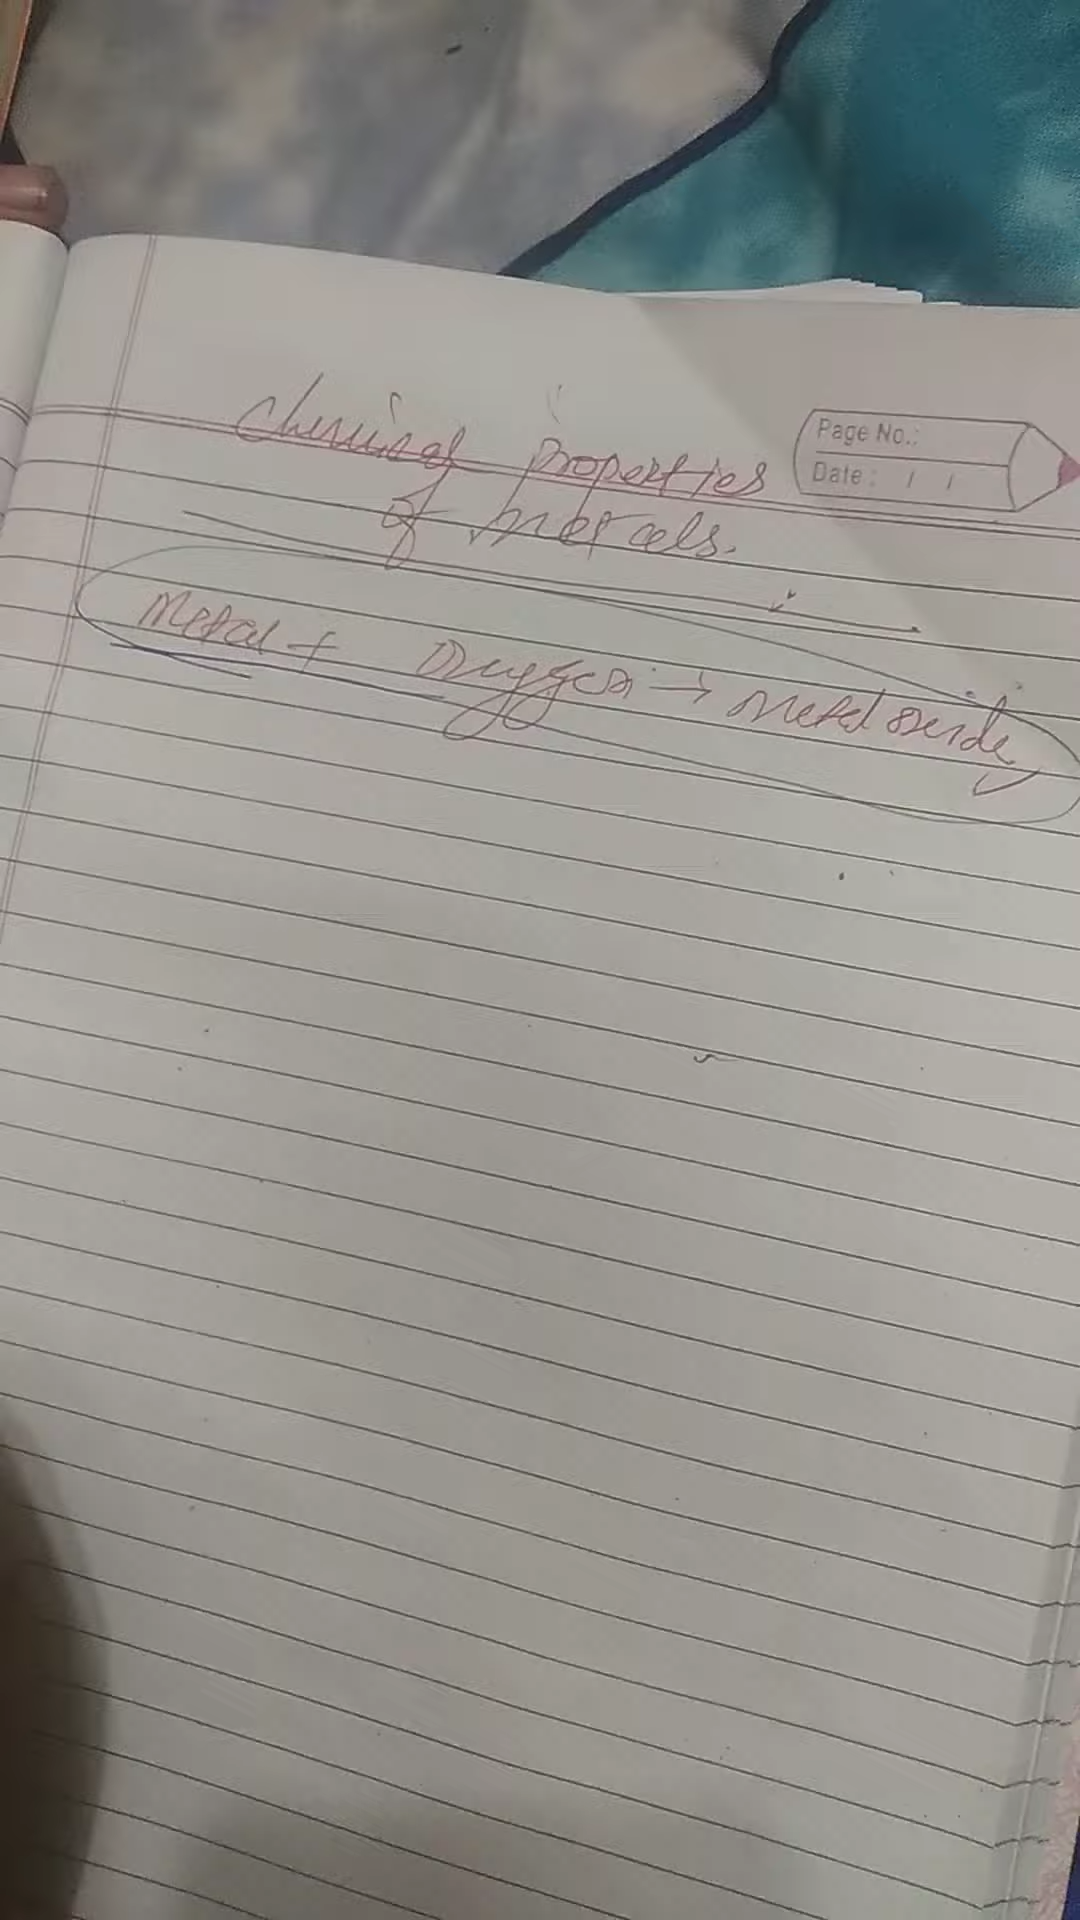 Chemical properties
of metals.
Page No.:
Date: / /
Metal + Oxygen → Metal oxide